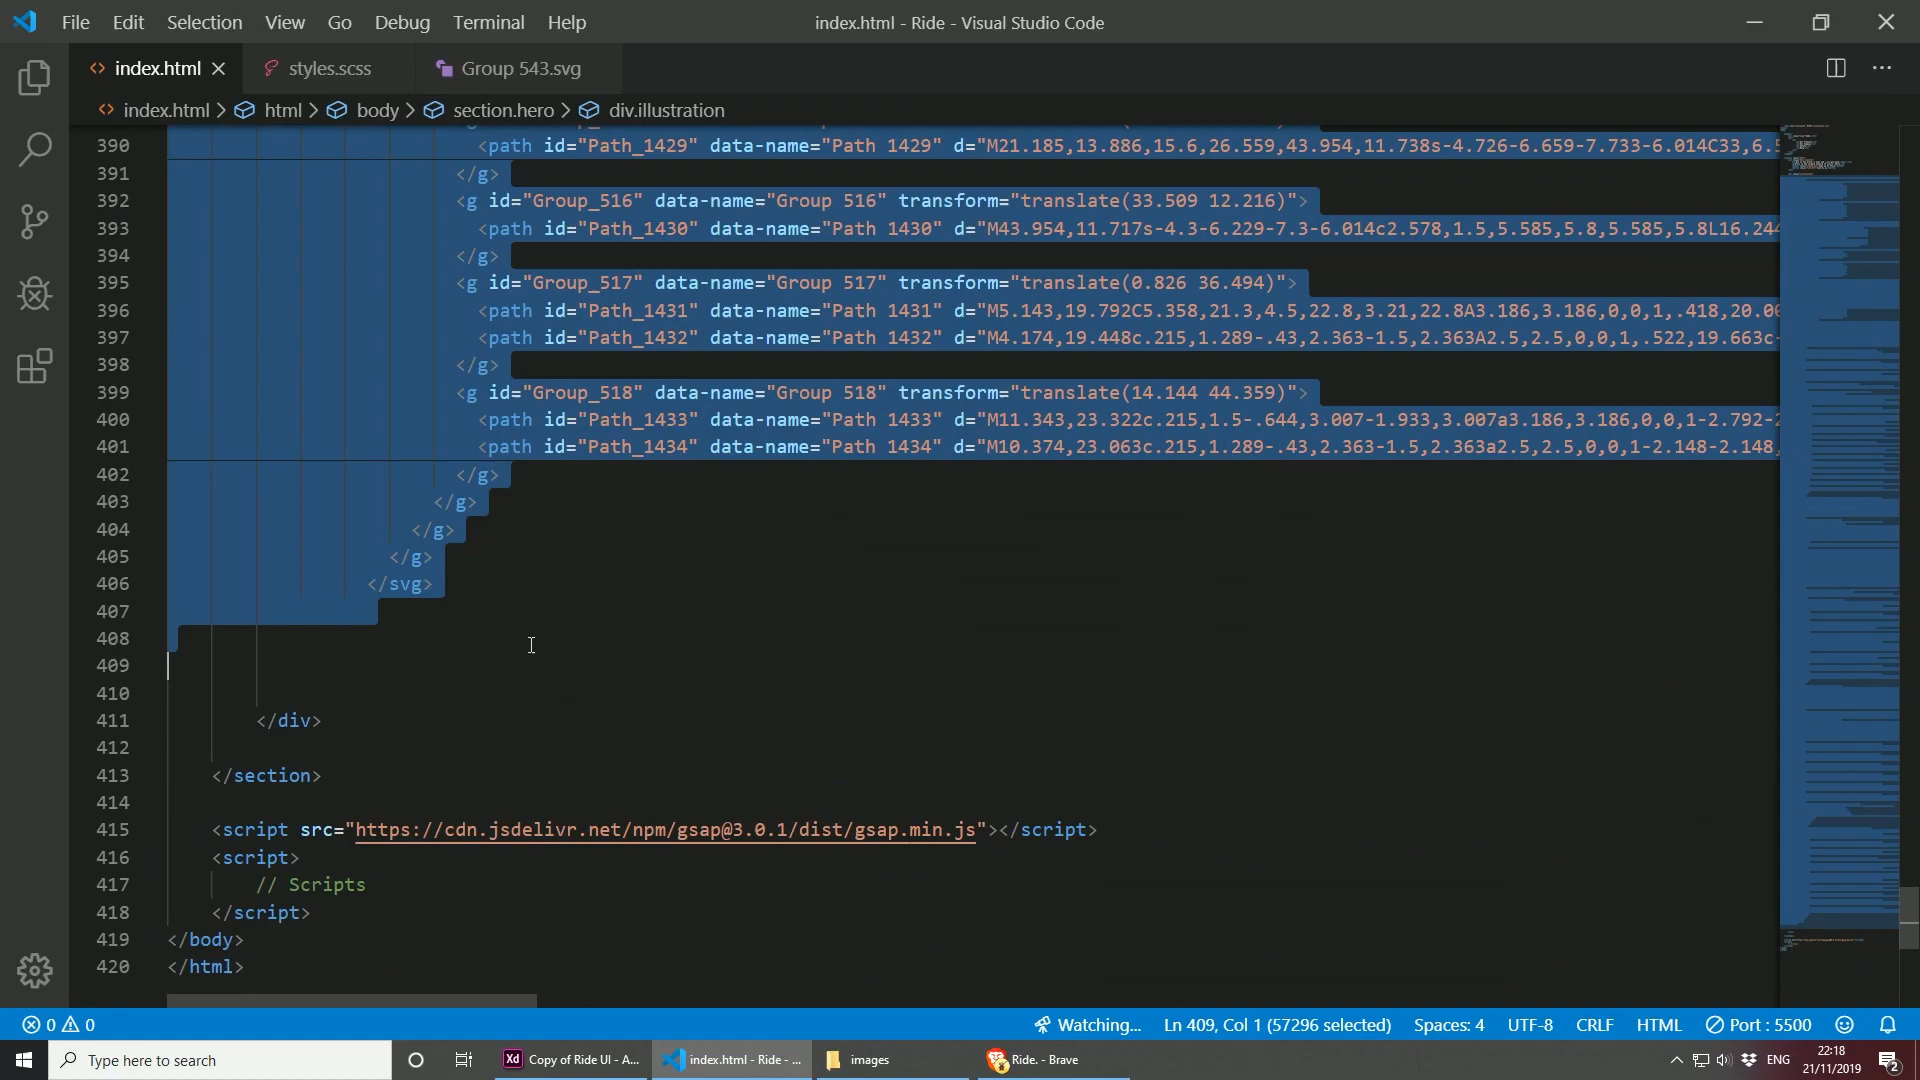 File Edit Selection View Go Debug Terminal Help
index.html - Ride - Visual Studio Code
index.html styles.scss Group 543.svg
index.html > html > body > section.hero > div.illustration
390 <path id="Path_1429" data-name="Path 1429" d="M21.185,13.886,15.6,26.559,43.954,11.738s-4.726-6.659-7.733-6.014C33,6.5
391 </g>
392 <g id="Group_516" data-name="Group 516" transform="translate(33.509 12.216)">
393 <path id="Path_1430" data-name="Path 1430" d="M43.954,11.717s-4.3-6.229-7.3-6.014c2.578,1.5,5.585,5.8,5.585,5.8L16.244
394 </g>
395 <g id="Group_517" data-name="Group 517" transform="translate(0.826 36.494)">
396 <path id="Path_1431" data-name="Path 1431" d="M5.143,19.792C5.358,21.3,4.5,22.8,3.21,22.8A3.186,3.186,0,0,1,.418,20.00
397 <path id="Path_1432" data-name="Path 1432" d="M4.174,19.448c.215,1.289-.43,2.363-1.5,2.363A2.5,2.5,0,0,1,.522,19.663c-
398 </g>
399 <g id="Group_518" data-name="Group 518" transform="translate(14.144 44.359)">
400 <path id="Path_1433" data-name="Path 1433" d="M11.343,23.322c.215,1.5-.644,3.007-1.933,3.007a3.186,3.186,0,0,1-2.792-2
401 <path id="Path_1434" data-name="Path 1434" d="M10.374,23.063c.215,1.289-.43,2.363-1.5,2.363a2.5,2.5,0,0,1-2.148-2.148,
402 </g>
403 </g>
404 </g>
405 </g>
406 </svg>
407
408
409
410
411 </div>
412
413 </section>
414
415 <script src="https://cdn.jsdelivr.net/npm/gsap@3.0.1/dist/gsap.min.js"></script>
416 <script>
417 // Scripts
418 </script>
419 </body>
420 </html>
0 0 Watching... Ln 409, Col 1 (57296 selected) Spaces: 4 UTF-8 CRLF HTML Port : 5500
Type here to search Xd Copy of Ride UI - A... index.html - Ride - ... images Ride. - Brave ENG 22:18
21/11/2019 2